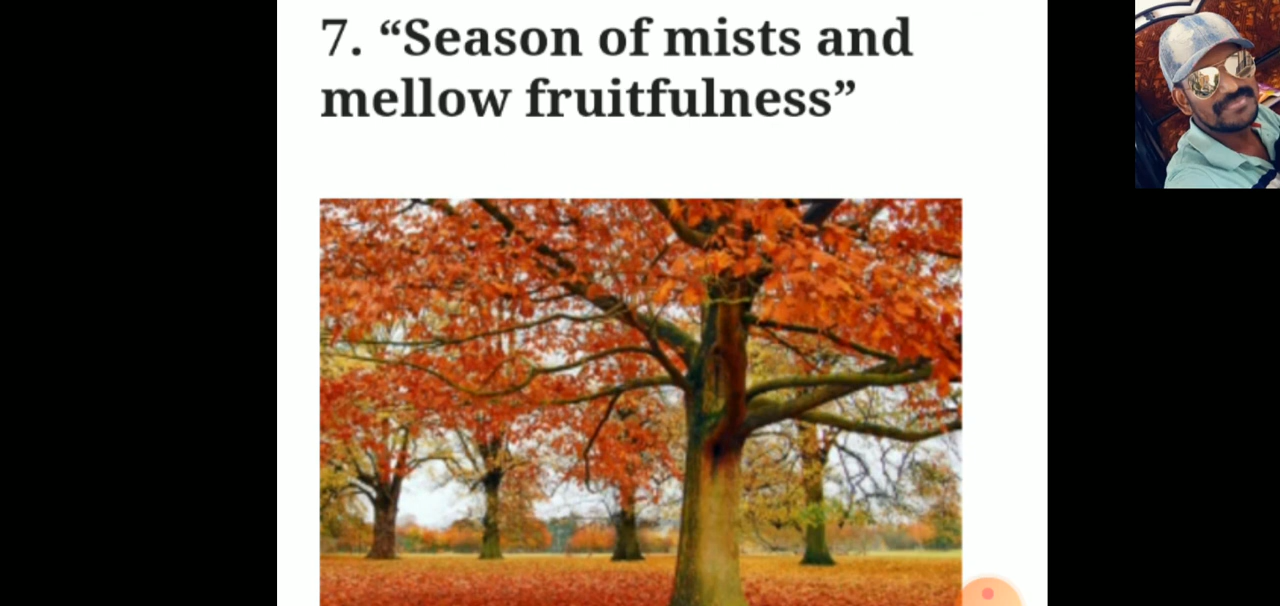 7. “Season of mists and
mellow fruitfulness”